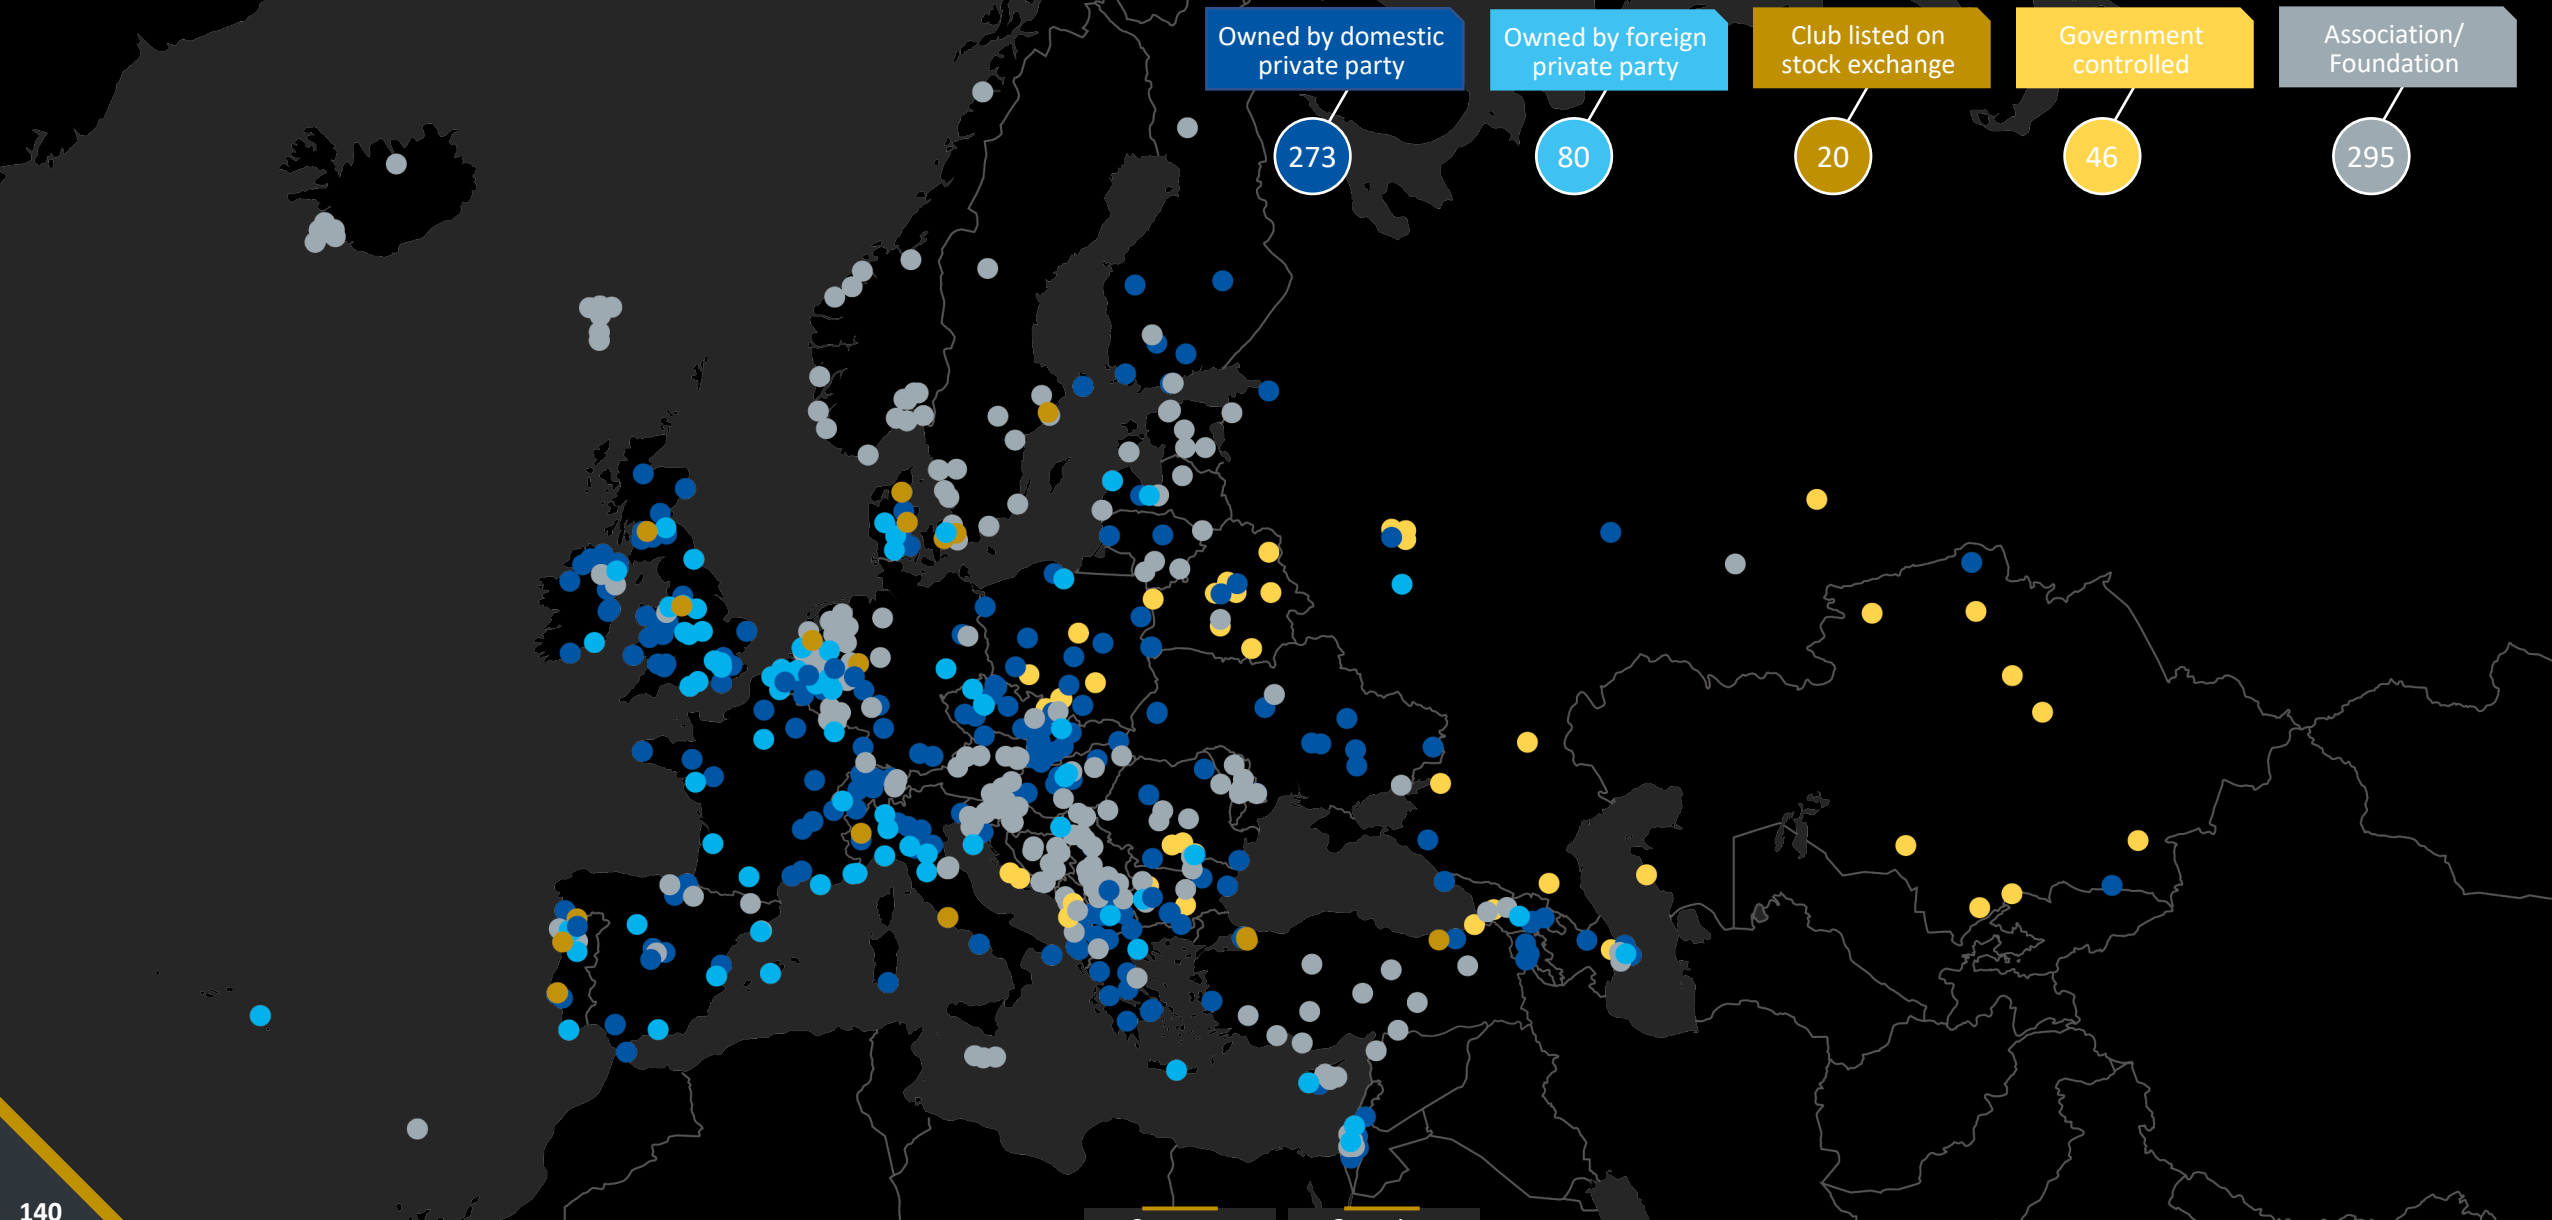 Owned by domestic
private party
Owned by foreign
private party
Club listed on
stock exchange
Government
controlled
Association/
Foundation
273
80
20
46
295
140